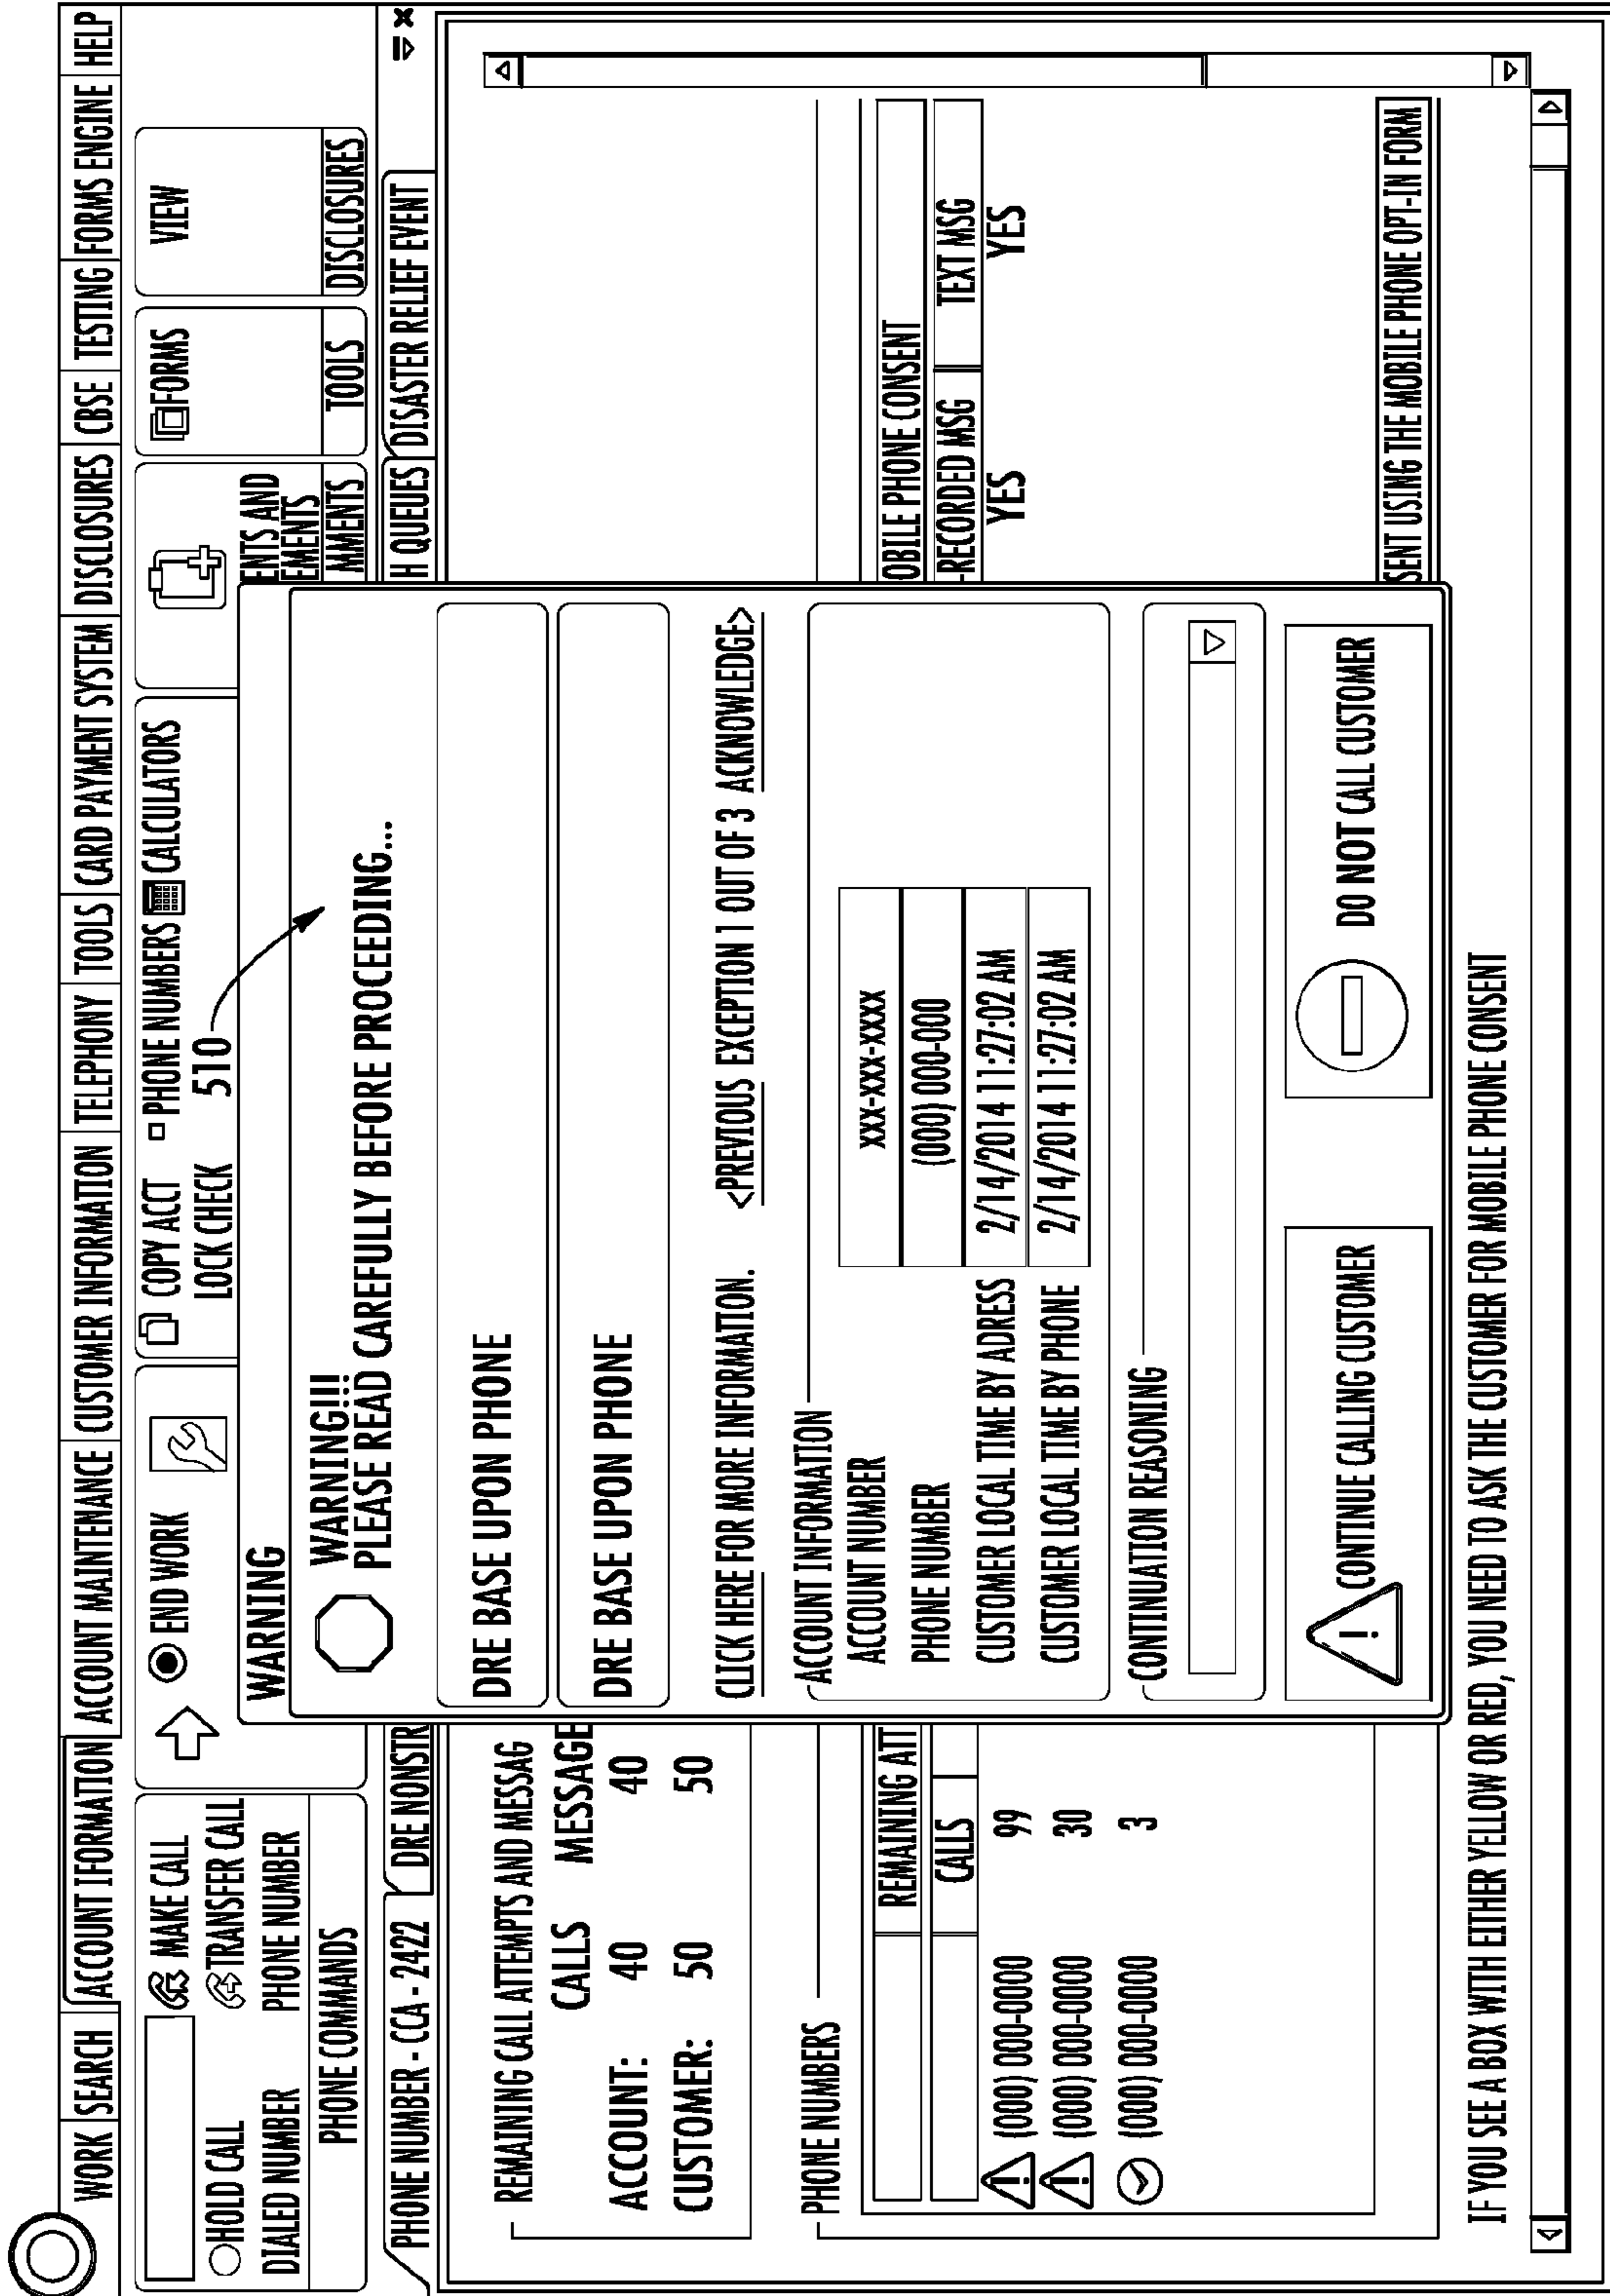 WORK SEARCH ACCOUNT IFORMATION ACCOUNT MAINTENANCE CUSTOMER INFORMATION TELEPHONY TOOLS CARD PAYMENT SYSTEM DISCLOSURES CBSE TESTING FORMS ENGINE HELP
MAKE CALL
HOLD CALL
TRANSFER CALL
DIALED NUMBER
PHONE NUMBER
PHONE COMMANDS
END WORK
COPY ACCT
PHONE NUMBERS
CALCULATORS
LOCK CHECK
510
ENTS AND
EMENTS
MMENTS
FORMS
TOOLS
VIEW
DISCLOSURES
PHONE NUMBER - CCA - 2422
DRE NONSTR
H QUEUES
DISASTER RELIEF EVENT
WARNING
WARNING!!!
PLEASE READ CAREFULLY BEFORE PROCEEDING...
DRE BASE UPON PHONE
DRE BASE UPON PHONE
CLICK HERE FOR MORE INFORMATION. <PREVIOUS EXCEPTION 1 OUT OF 3 ACKNOWLEDGE>
ACCOUNT INFORMATION
ACCOUNT NUMBER XXX-XXX-XXXX
PHONE NUMBER (000) 000-000
CUSTOMER LOCAL TIME BY ADRESS 2/14/2014 11:27:02 AM
CUSTOMER LOCAL TIME BY PHONE 2/14/2014 11:27:02 AM
CONTINUATION REASONING
CONTINUE CALLING CUSTOMER
DO NOT CALL CUSTOMER
REMAINING CALL ATTEMPTS AND MESSAG
CALLS MESSAGE
ACCOUNT: 40 40
CUSTOMER: 50 50
PHONE NUMBERS
REMAINING ATT
CALLS
(000) 000-0000 99
(000) 000-0000 30
(000) 000-0000 3
OBILE PHONE CONSENT
-RECORDED MSG TEXT MSG
YES YES
SENT USING THE MOBILE PHONE OPT-IN FORM
IF YOU SEE A BOX WITH EITHER YELLOW OR RED, YOU NEED TO ASK THE CUSTOMER FOR MOBILE PHONE CONSENT